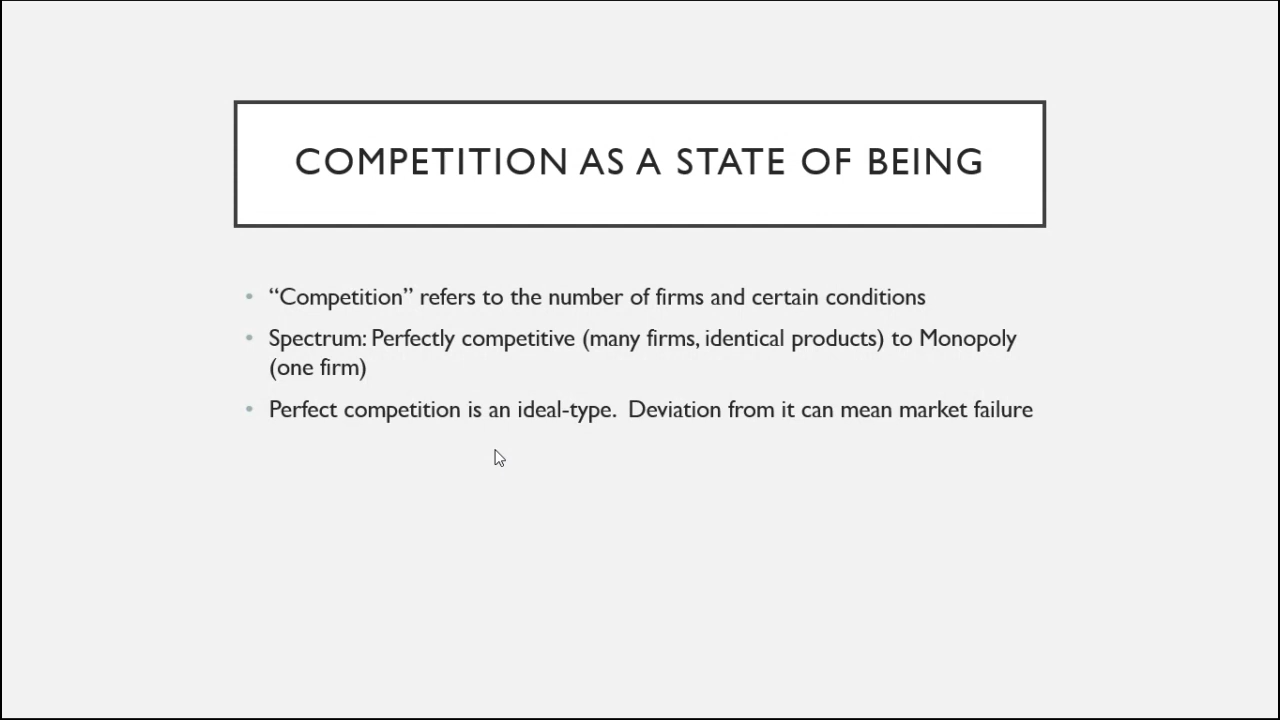 COMPETITION AS A STATE OF BEING
• “Competition” refers to the number of firms and certain conditions
• Spectrum: Perfectly competitive (many firms, identical products) to Monopoly
(one firm)
• Perfect competition is an ideal-type.  Deviation from it can mean market failure